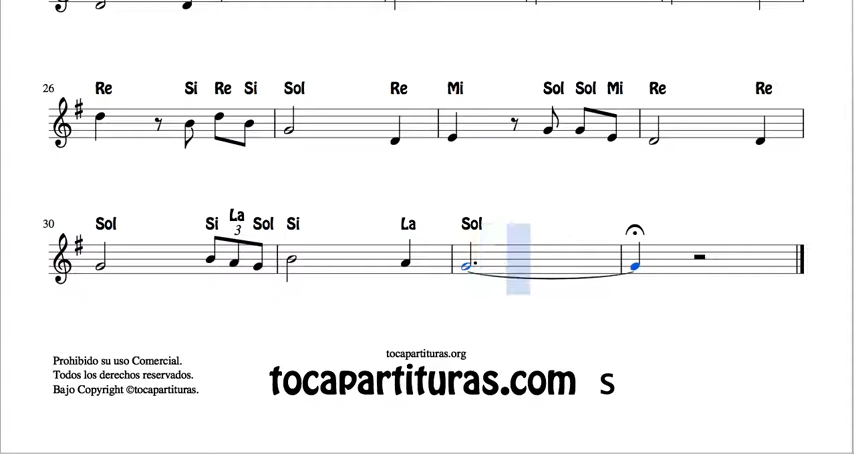 26 Re Si Re Si Sol Re Mi Sol Sol Mi Re Re
30 Sol Si La Sol Si La Sol
3
tocapartituras.org
Prohibido su uso Comercial.
Todos los derechos reservados.
Bajo Copyright ©tocapartituras.
tocapartituras.com s